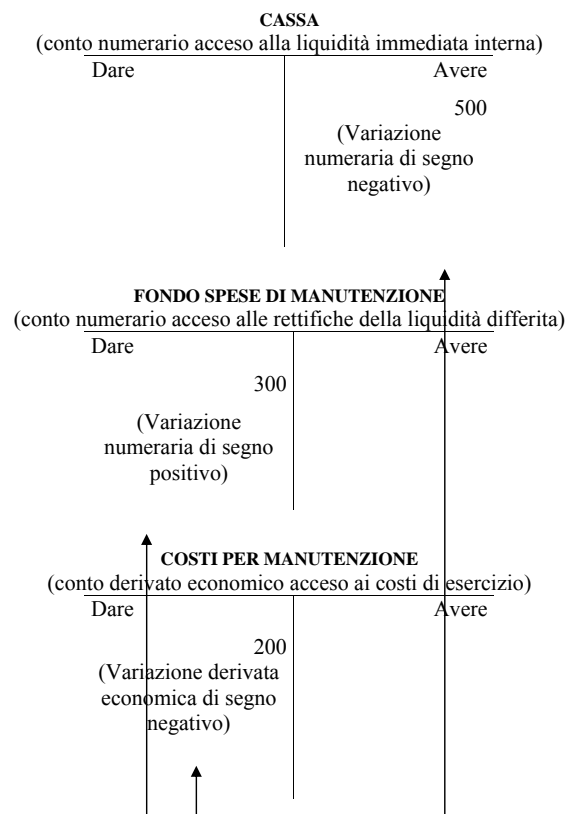 CASSA
(conto numerario acceso alla liquidità immediata interna)
Dare Avere
500
(Variazione
numeraria di segno
negativo)
FONDO SPESE DI MANUTENZIONE
(conto numerario acceso alle rettifiche della liquidità differita)
Dare Avere
300
(Variazione
numeraria di segno
positivo)
COSTI PER MANUTENZIONE
(conto derivato economico acceso ai costi di esercizio)
Dare Avere
200
(Variazione derivata
economica di segno
negativo)